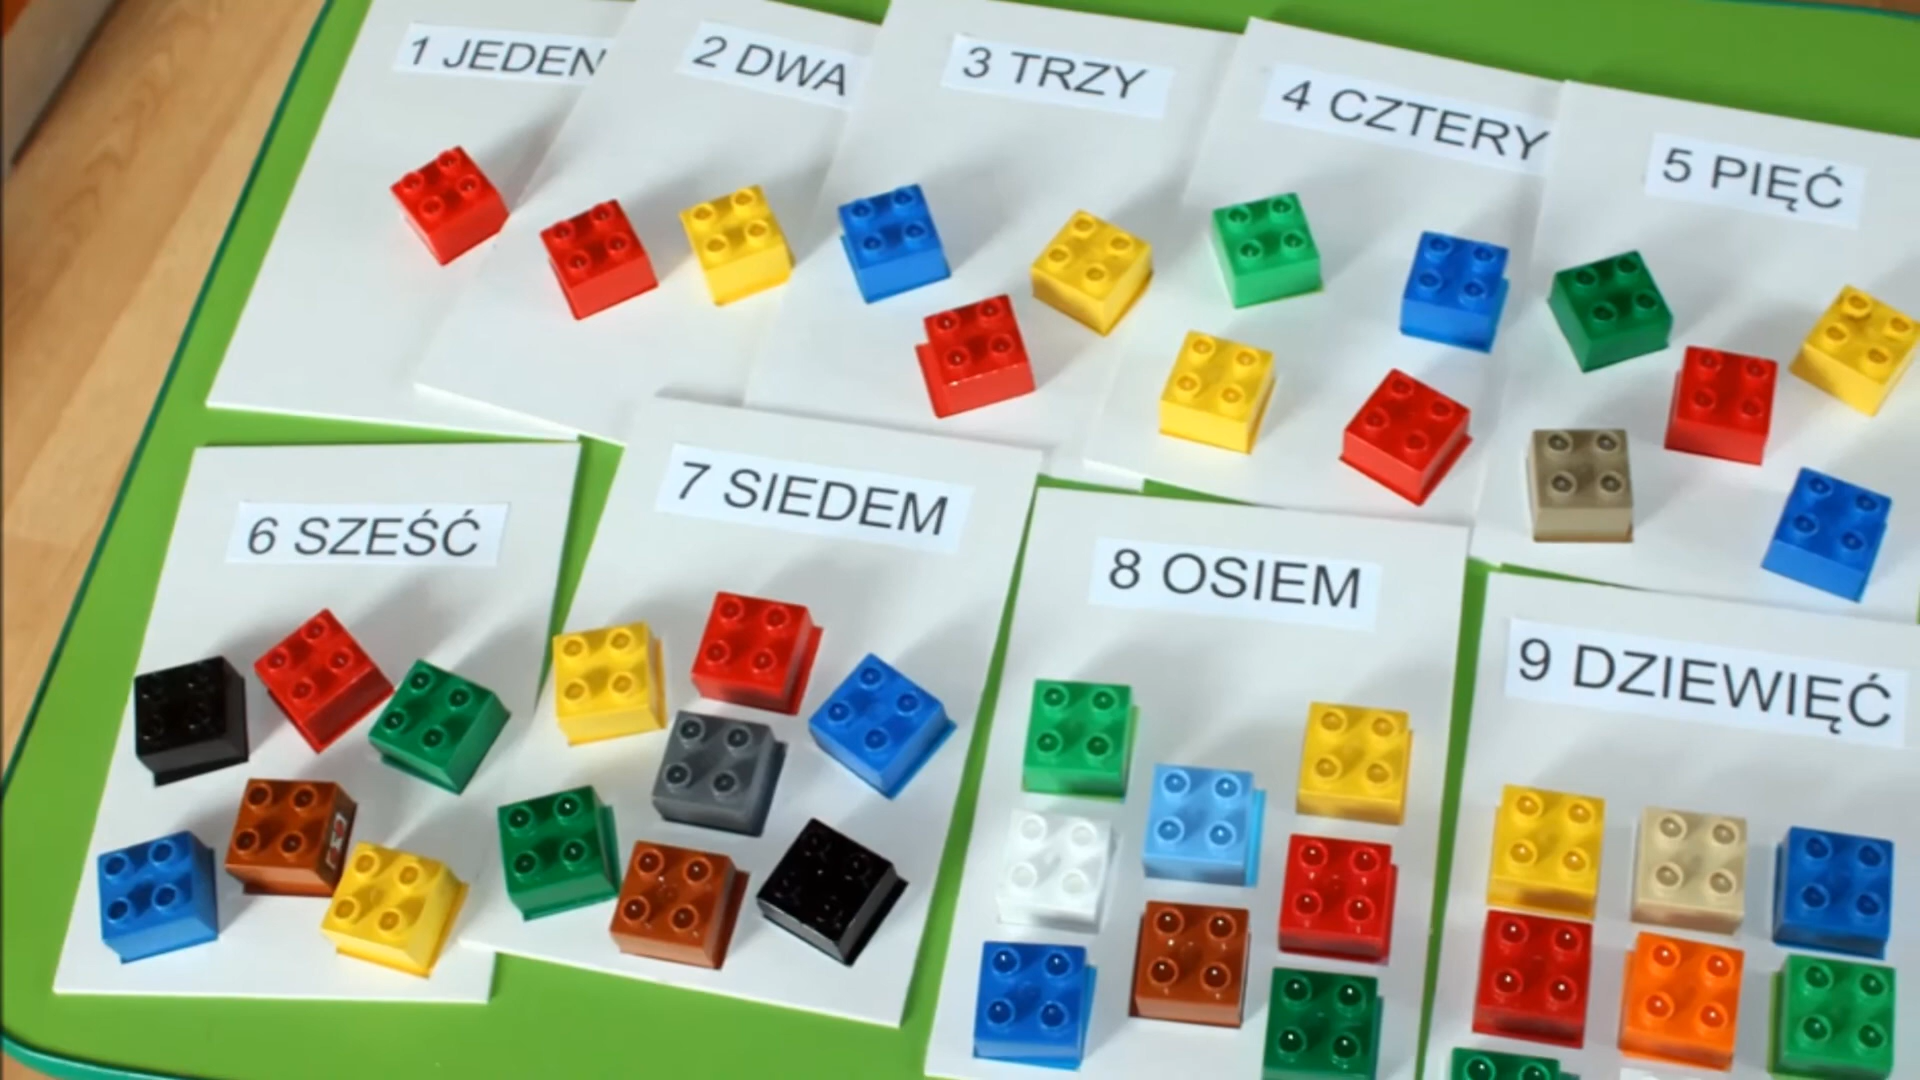 1 JEDEN
2 DWA
3 TRZY
4 CZTERY
5 PIĘĆ
6 SZEŚĆ
7 SIEDEM
8 OSIEM
9 DZIEWIĘĆ